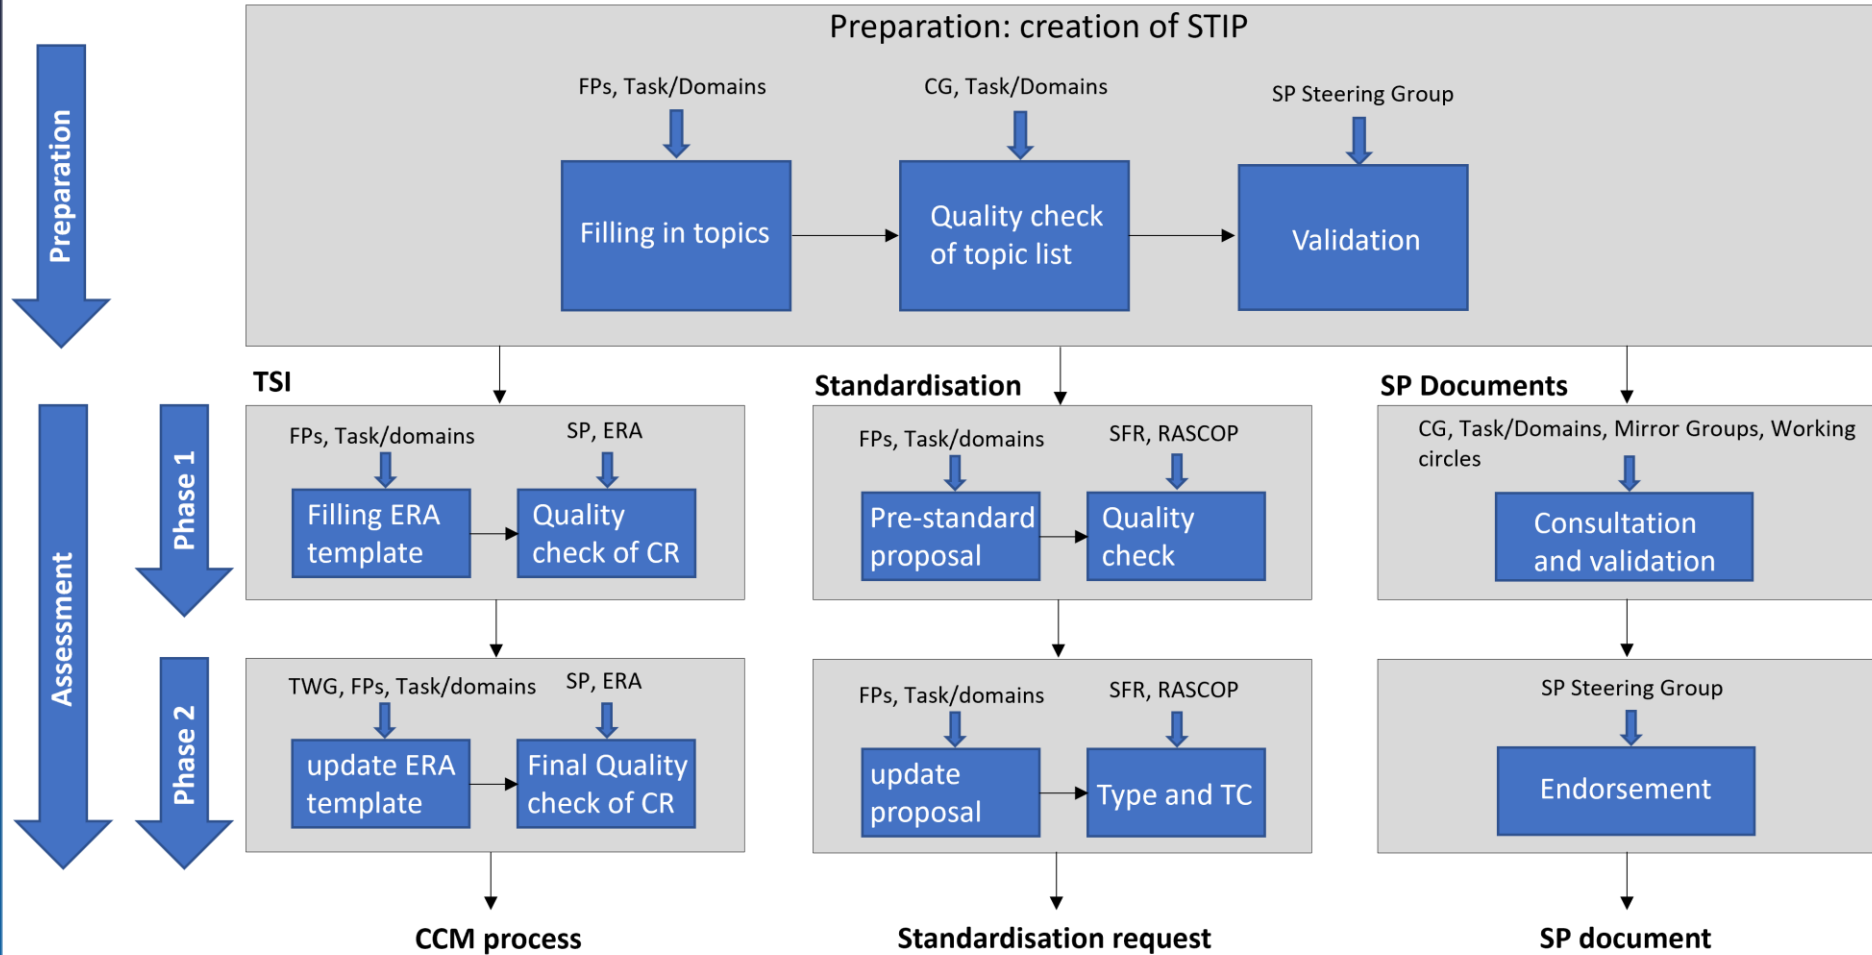 Preparation: creation of STIP
FPs, Task/Domains
CG, Task/Domains
SP Steering Group
Preparation
Filling in topics
Quality check
of topic list
Validation
TSI
Standardisation
SP Documents
Assessment
Phase 1
FPs, Task/domains
SP, ERA
Filling ERA
template
Quality
check of CR
FPs, Task/domains
SFR, RASCOP
Pre-standard
proposal
Quality
check
CG, Task/Domains, Mirror Groups, Working
circles
Consultation
and validation
Phase 2
TWG, FPs, Task/domains
SP, ERA
update ERA
template
Final Quality
check of CR
FPs, Task/domains
SFR, RASCOP
update
proposal
Type and TC
SP Steering Group
Endorsement
CCM process
Standardisation request
SP document